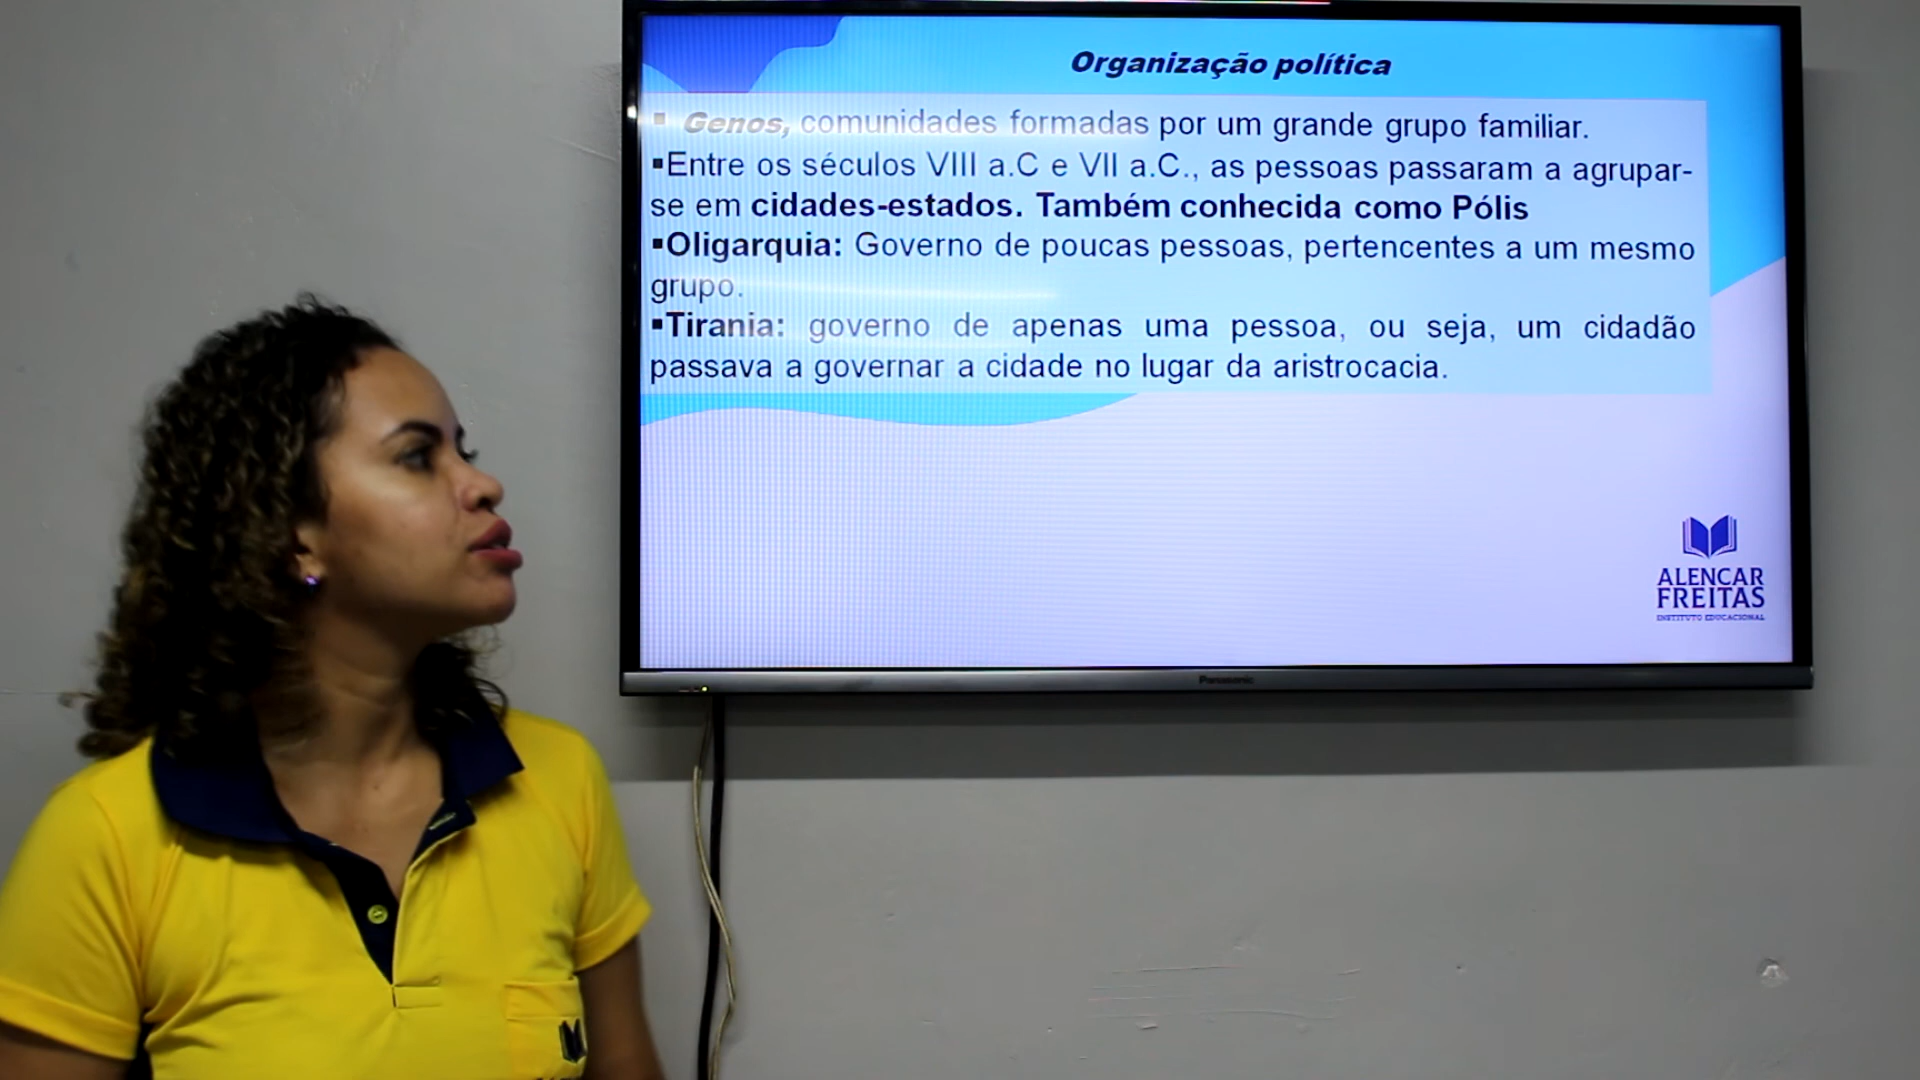 Organização política
▪ Genos, comunidades formadas por um grande grupo familiar.
▪Entre os séculos VIII a.C e VII a.C., as pessoas passaram a agrupar-
se em cidades-estados. Também conhecida como Pólis
▪Oligarquia: Governo de poucas pessoas, pertencentes a um mesmo
grupo.
▪Tirania: governo de apenas uma pessoa, ou seja, um cidadão
passava a governar a cidade no lugar da aristrocacia.
ALENCAR
FREITAS
INSTITUTO EDUCACIONAL
Panasonic